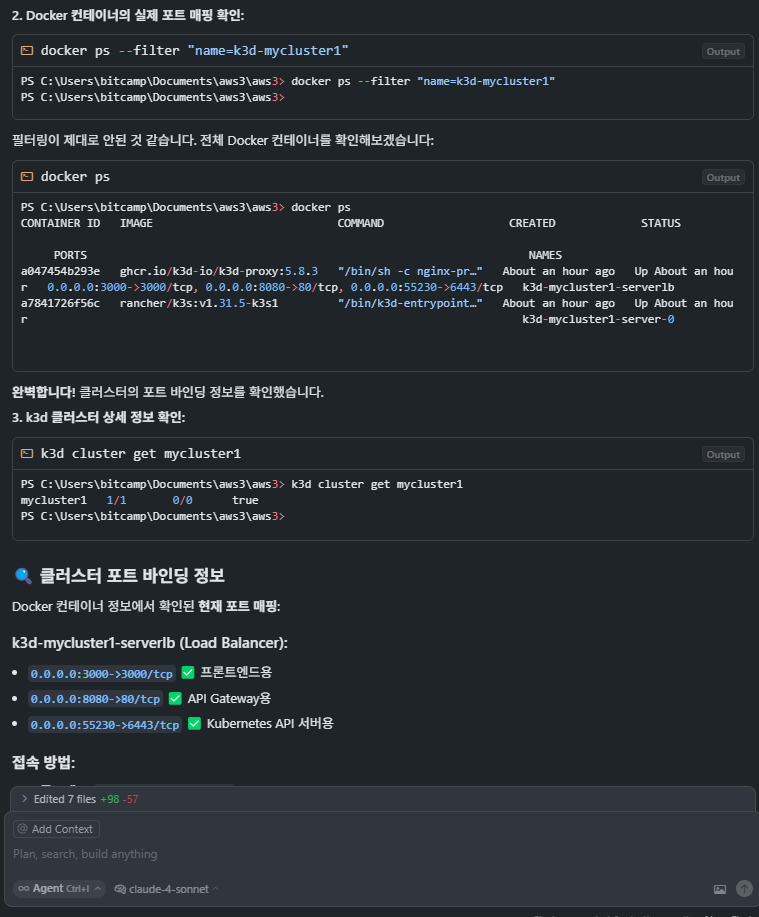 2. Docker 컨테이너의 실제 포트 매핑 확인:
docker ps --filter "name=k3d-mycluster1"
Output
PS C:\Users\bitcamp\Documents\aws3\aws3> docker ps --filter "name=k3d-mycluster1"
PS C:\Users\bitcamp\Documents\aws3\aws3>
필터링이 제대로 안된 것 같습니다. 전체 Docker 컨테이너를 확인해보겠습니다:
docker ps
Output
PS C:\Users\bitcamp\Documents\aws3\aws3> docker ps
CONTAINER ID   IMAGE                            COMMAND                   CREATED             STATUS
PORTS                                                                  NAMES
a047454b293e   ghcr.io/k3d-io/k3d-proxy:5.8.3   "/bin/sh -c nginx-pr…"   About an hour ago   Up About an hou
r   0.0.0.0:3000->3000/tcp, 0.0.0.0:8080->80/tcp, 0.0.0.0:55230->6443/tcp   k3d-mycluster1-serverlb
a7841726f56c   rancher/k3s:v1.31.5-k3s1         "/bin/k3d-entrypoint…"   About an hour ago   Up About an hou
r                                                                           k3d-mycluster1-server-0
완벽합니다! 클러스터의 포트 바인딩 정보를 확인했습니다.
3. k3d 클러스터 상세 정보 확인:
k3d cluster get mycluster1
Output
PS C:\Users\bitcamp\Documents\aws3\aws3> k3d cluster get mycluster1
mycluster1   1/1       0/0      true
PS C:\Users\bitcamp\Documents\aws3\aws3>
🔍 클러스터 포트 바인딩 정보
Docker 컨테이너 정보에서 확인된 현재 포트 매핑:
k3d-mycluster1-serverlb (Load Balancer):
• 0.0.0.0:3000->3000/tcp ✅ 프론트엔드용
• 0.0.0.0:8080->80/tcp ✅ API Gateway용
• 0.0.0.0:55230->6443/tcp ✅ Kubernetes API 서버용
접속 방법:
> Edited 7 files +98 -57
@ Add Context
Plan, search, build anything
∞ Agent Ctrl+I
claude-4-sonnet